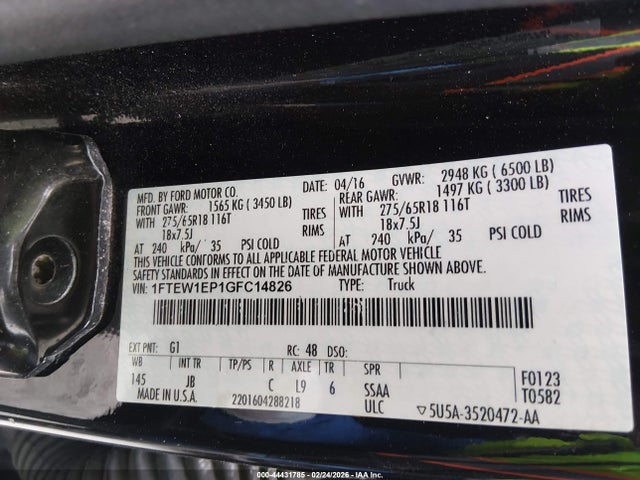 MFD. BY FORD MOTOR CO.
DATE: 04/16
GVWR: 2948 KG ( 6500 LB)
FRONT GAWR: 1565 KG ( 3450 LB)
REAR GAWR: 1497 KG ( 3300 LB)
WITH 275/65R18 116T TIRES
WITH 275/65R18 116T TIRES
18x7.5J RIMS
18x7.5J RIMS
AT 240 kPa/ 35 PSI COLD
AT 240 kPa/ 35 PSI COLD
THIS VEHICLE CONFORMS TO ALL APPLICABLE FEDERAL MOTOR VEHICLE
SAFETY STANDARDS IN EFFECT ON THE DATE OF MANUFACTURE SHOWN ABOVE.
VIN: 1FTEW1EP1GFC14826 TYPE: Truck
EXT PNT: G1 RC: 48 DSO:
WB INT TR TP/PS R AXLE TR SPR
145 JB C L9 6 SSAA
F0123
T0582
MADE IN U.S.A. 2201604288218 ULC ▽5U5A-3520472-AA
000-44431785 - 02/24/2026 - IAA, Inc.